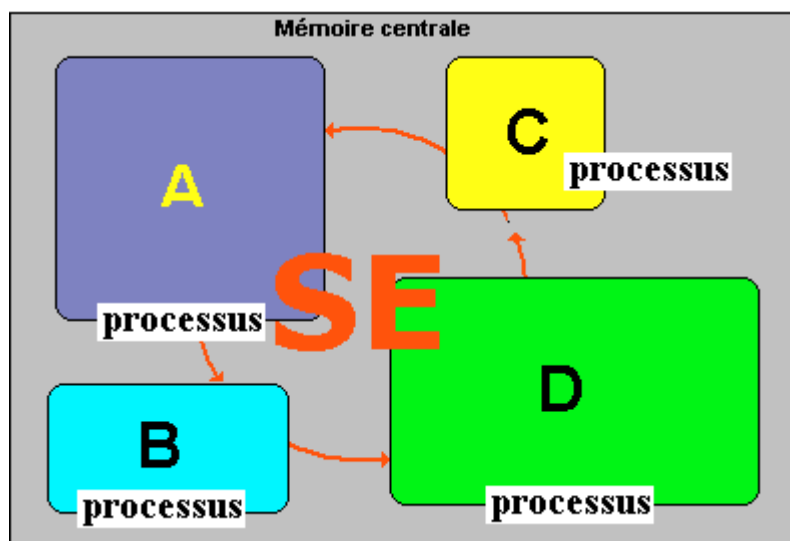 Mémoire centrale
A
C
processus
SE
processus
D
B
processus
processus